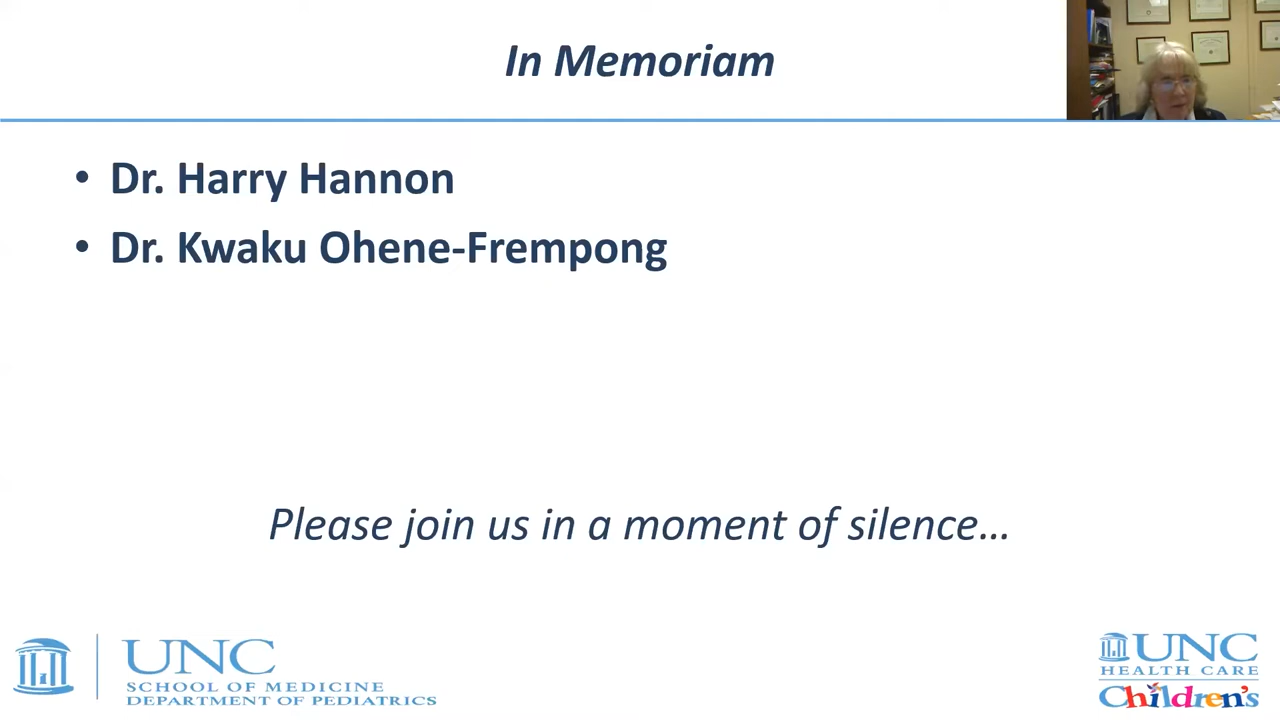 In Memoriam
• Dr. Harry Hannon
• Dr. Kwaku Ohene-Frempong
Please join us in a moment of silence…
UNC
SCHOOL OF MEDICINE
DEPARTMENT OF PEDIATRICS
UNC
HEALTH CARE
Children's